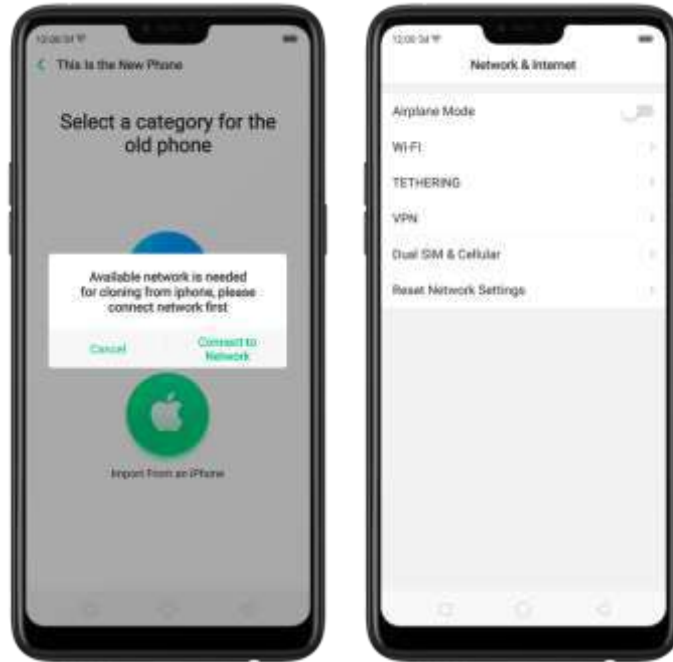 This Is the New Phone
Select a category for the
old phone
Available network is needed
for cloning from iphone, please
connect network first
Cancel
Connect to
Network
Import From an iPhone
Network & Internet
Airplane Mode
Wi-Fi
TETHERING
VPN
Dual SIM & Cellular
Reset Network Settings